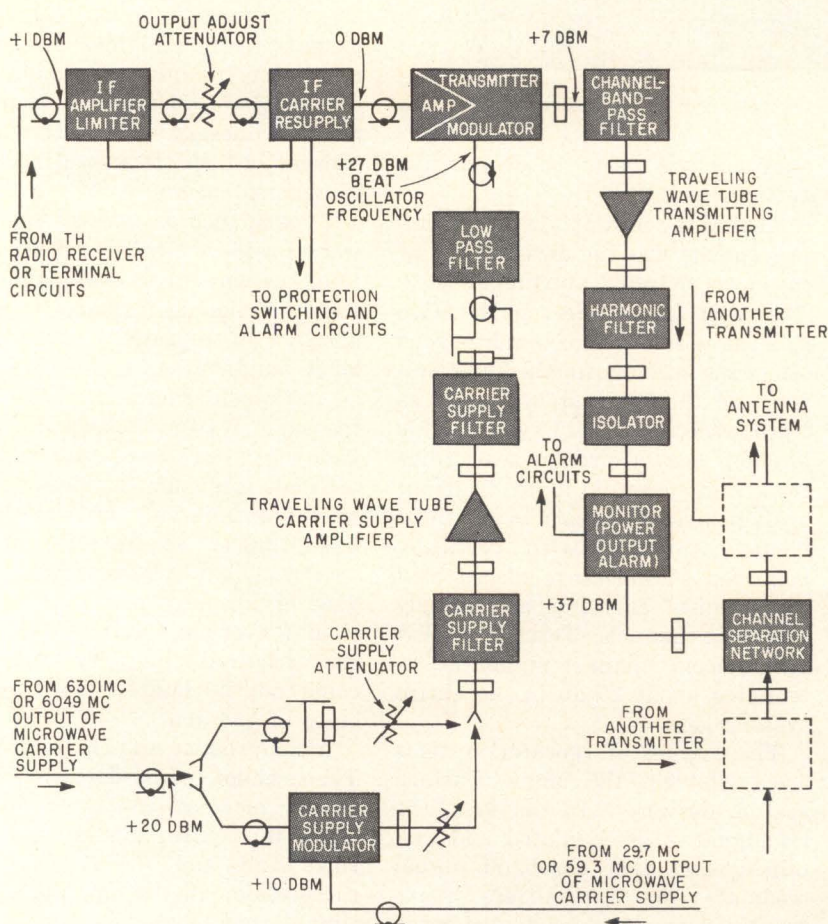 +1 DBM
OUTPUT ADJUST
ATTENUATOR
0 DBM
+7 DBM
IF
AMPLIFIER
LIMITER
IF
CARRIER
RESUPPLY
AMP
TRANSMITTER
MODULATOR
CHANNEL-
BAND-
PASS
FILTER
+27 DBM
BEAT
OSCILLATOR
FREQUENCY
FROM TH
RADIO RECEIVER
OR TERMINAL
CIRCUITS
TO PROTECTION
SWITCHING AND
ALARM CIRCUITS
LOW
PASS
FILTER
TRAVELING
WAVE TUBE
TRANSMITTING
AMPLIFIER
HARMONIC
FILTER
FROM
ANOTHER
TRANSMITTER
CARRIER
SUPPLY
FILTER
ISOLATOR
TO
ANTENNA
SYSTEM
TO
ALARM
CIRCUITS
TRAVELING WAVE TUBE
CARRIER SUPPLY
AMPLIFIER
MONITOR
(POWER
OUTPUT
ALARM)
+37 DBM
CARRIER
SUPPLY
FILTER
CHANNEL
SEPARATION
NETWORK
CARRIER
SUPPLY
ATTENUATOR
FROM 6301MC
OR 6049 MC
OUTPUT OF
MICROWAVE
CARRIER
SUPPLY
+20 DBM
FROM
ANOTHER
TRANSMITTER
CARRIER
SUPPLY
MODULATOR
+10 DBM
FROM 29.7 MC
OR 59.3 MC OUTPUT
OF MICROWAVE
CARRIER SUPPLY